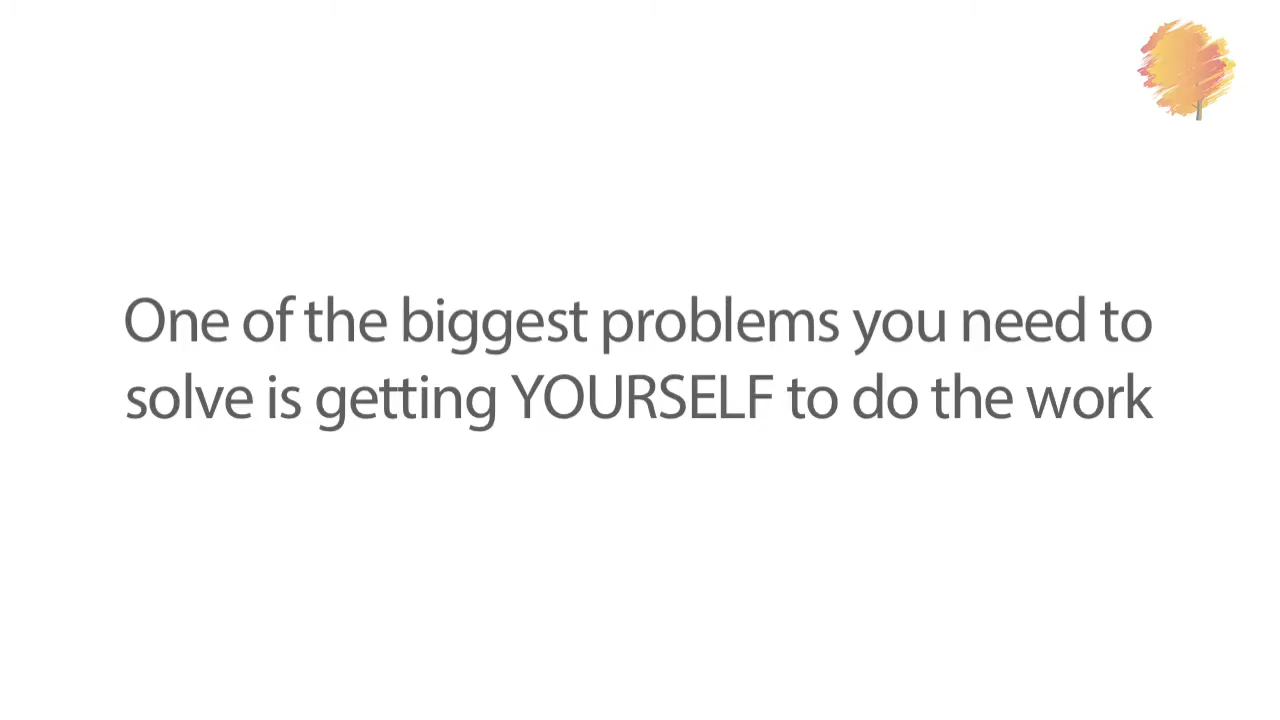 One of the biggest problems you need to
solve is getting YOURSELF to do the work